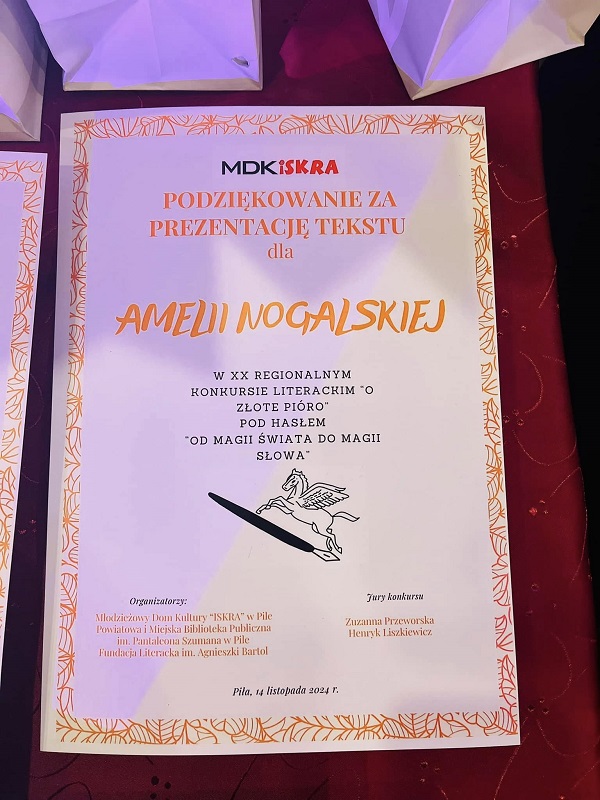 MDK iSKRA
PODZIĘKOWANIE ZA
PREZENTACJĘ TEKSTU
dla
AMELII NOGALSKIEJ
W XX REGIONALNYM
KONKURSIE LITERACKIM "O
ZŁOTE PIÓRO"
POD HASŁEM
"OD MAGII ŚWIATA DO MAGII
SŁOWA"
Organizatorzy:
Młodzieżowy Dom Kultury "ISKRA" w Pile
Powiatowa i Miejska Biblioteka Publiczna
im. Pantaleona Szumana w Pile
Fundacja Literacka im. Agnieszki Bartol
Jury konkursu
Zuzanna Przeworska
Henryk Liszkiewicz
Piła, 14 listopada 2024 r.